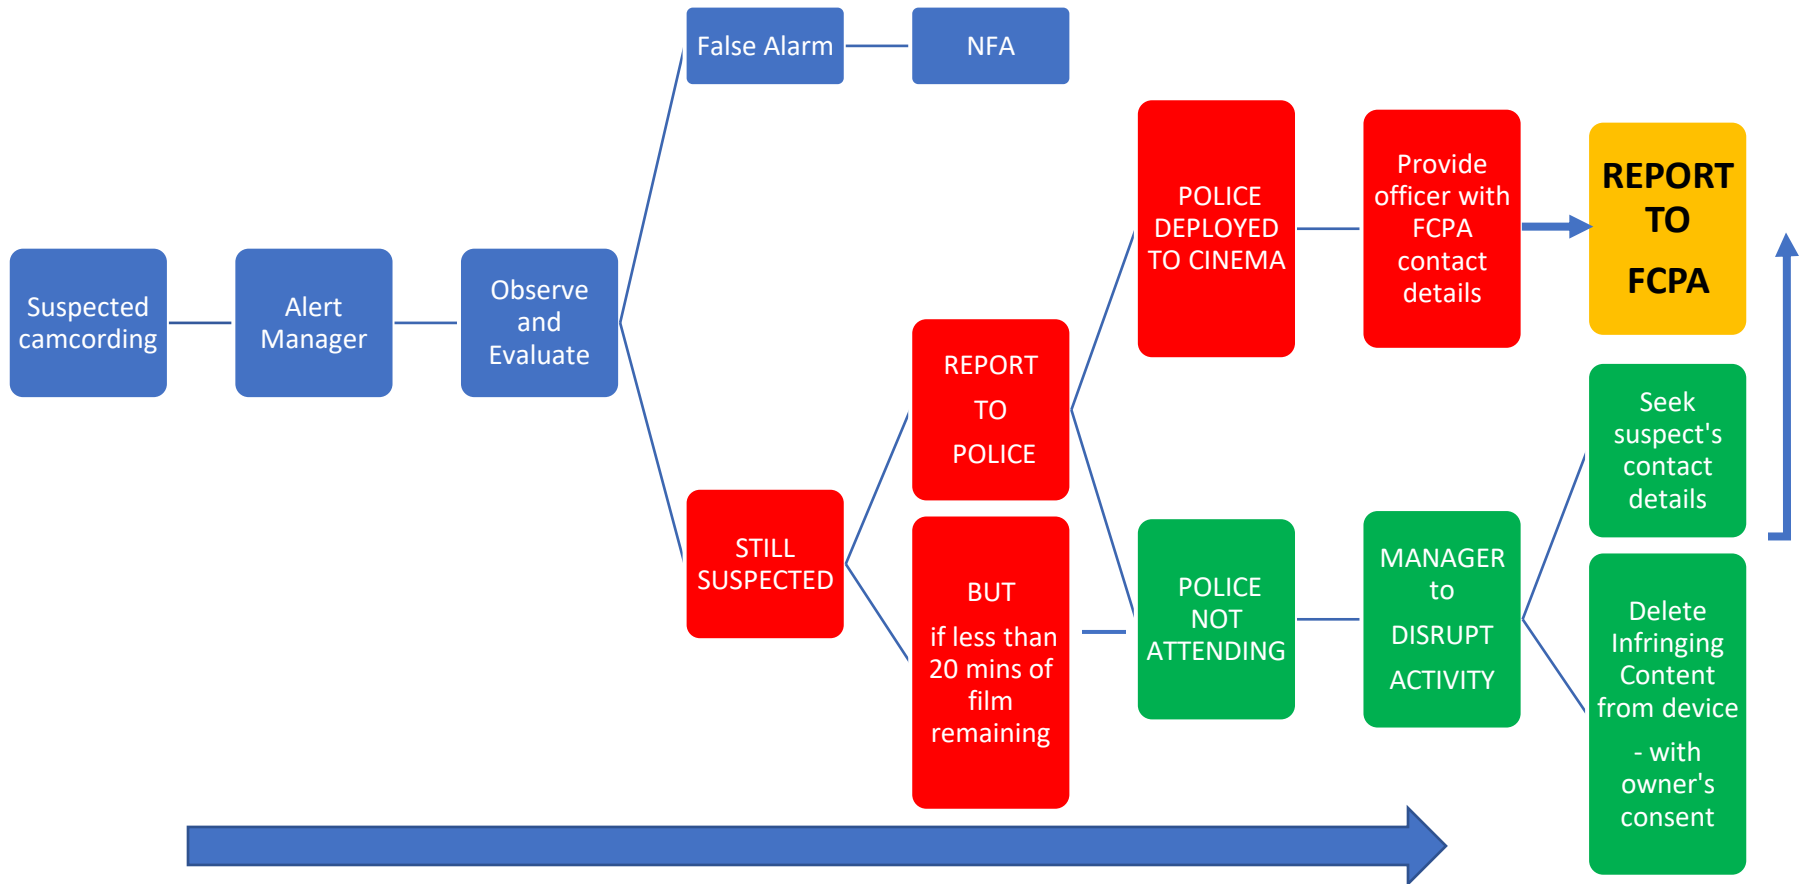 False Alarm
NFA
Suspected
camcording
Alert
Manager
Observe
and
Evaluate
STILL
SUSPECTED
REPORT
TO
POLICE
BUT
if less than
20 mins of
film
remaining
POLICE
DEPLOYED
TO CINEMA
Provide
officer with
FCPA
contact
details
REPORT
TO
FCPA
POLICE
NOT
ATTENDING
MANAGER
to
DISRUPT
ACTIVITY
Seek
suspect's
contact
details
Delete
Infringing
Content
from device
- with
owner's
consent